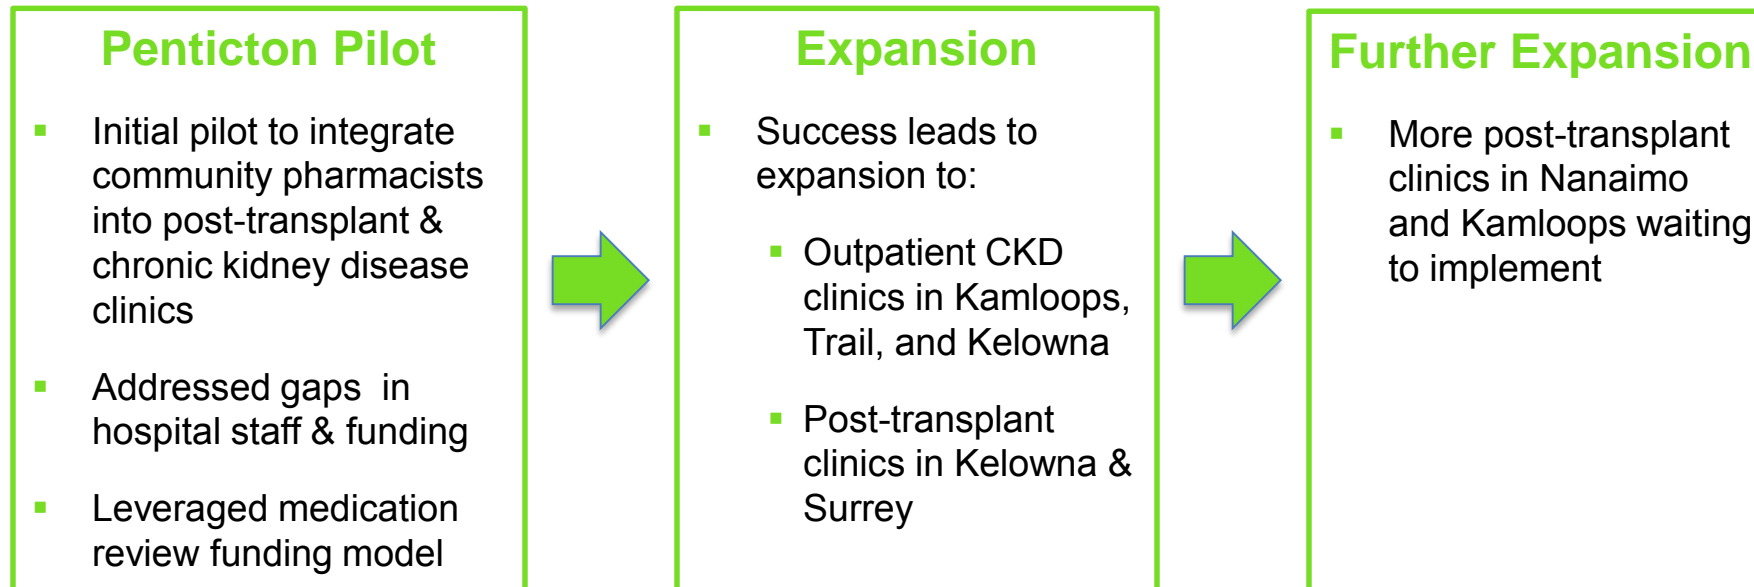 Penticton Pilot
▪ Initial pilot to integrate
community pharmacists
into post-transplant &
chronic kidney disease
clinics
▪ Addressed gaps  in
hospital staff & funding
▪ Leveraged medication
review funding model
Expansion
▪ Success leads to
expansion to:
▪ Outpatient CKD
clinics in Kamloops,
Trail, and Kelowna
▪ Post-transplant
clinics in Kelowna &
Surrey
Further Expansion
▪ More post-transplant
clinics in Nanaimo
and Kamloops waiting
to implement